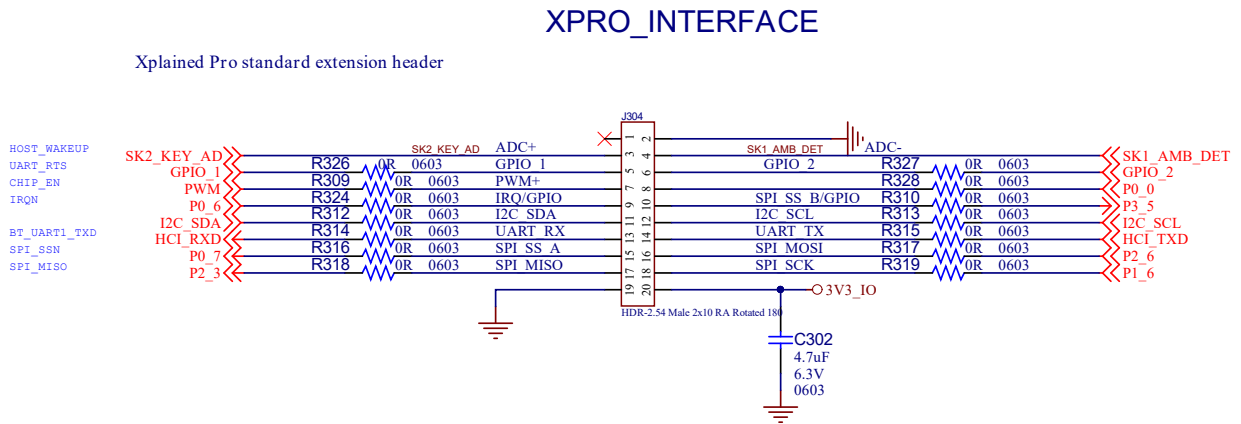 XPRO_INTERFACE
Xplained Pro standard extension header
J304
1 2
HOST_WAKEUP SK2_KEY_AD SK2_KEY_AD ADC+ 3 4 SK1_AMB_DET ADC- SK1_AMB_DET
UART_RTS GPIO_1 R326 0R 0603 GPIO_1 5 6 GPIO_2 R327 0R 0603 GPIO_2
CHIP_EN PWM R309 0R 0603 PWM+ 7 8 R328 0R 0603 P0_0
IRQN P0_6 R324 0R 0603 IRQ/GPIO 9 10 SPI_SS_B/GPIO R310 0R 0603 P3_5
I2C_SDA R312 0R 0603 I2C_SDA 11 12 I2C_SCL R313 0R 0603 I2C_SCL
BT_UART1_TXD HCI_RXD R314 0R 0603 UART_RX 13 14 UART_TX R315 0R 0603 HCI_TXD
SPI_SSN P0_7 R316 0R 0603 SPI_SS_A 15 16 SPI_MOSI R317 0R 0603 P2_6
SPI_MISO P2_3 R318 0R 0603 SPI_MISO 17 18 SPI_SCK R319 0R 0603 P1_6
19 20 3V3_IO
HDR-2.54 Male 2x10 RA Rotated 180
C302
4.7uF
6.3V
0603